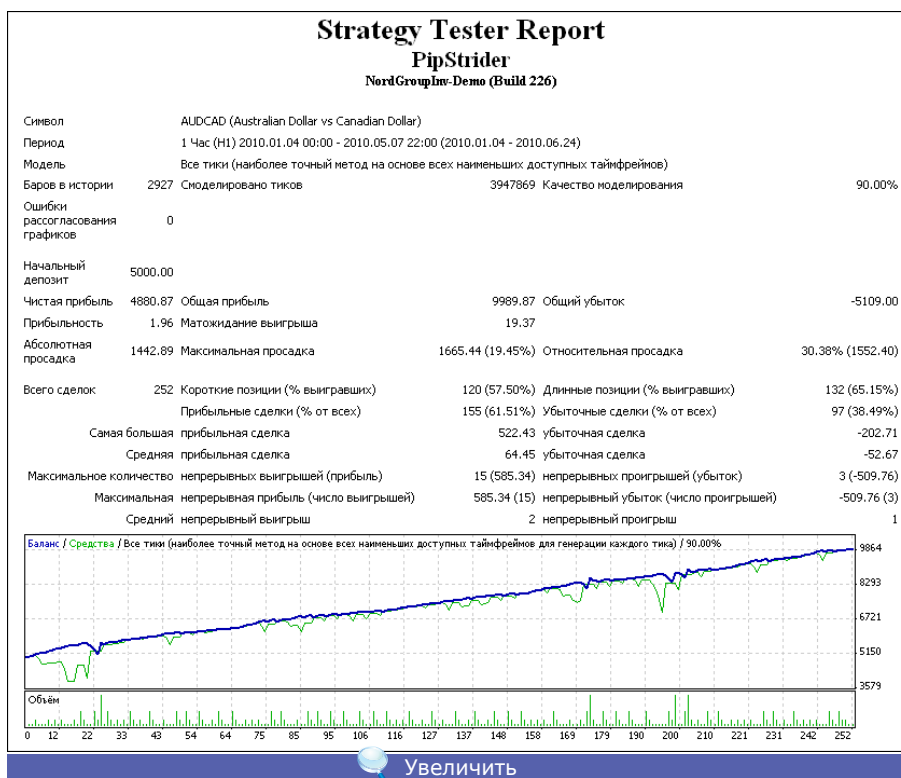 Strategy Tester Report
PipStrider
NordGroupInv-Demo (Build 226)
Символ AUDCAD (Australian Dollar vs Canadian Dollar)
Период 1 Час (H1) 2010.01.04 00:00 - 2010.05.07 22:00 (2010.01.04 - 2010.06.24)
Модель Все тики (наиболее точный метод на основе всех наименьших доступных таймфреймов)
Баров в истории 2927 Смоделировано тиков 3947869 Качество моделирования 90.00%
Ошибки
рассогласования 0
графиков
Начальный
депозит 5000.00
Чистая прибыль 4880.87 Общая прибыль 9989.87 Общий убыток -5109.00
Прибыльность 1.96 Матожидание выигрыша 19.37
Абсолютная
просадка 1442.89 Максимальная просадка 1665.44 (19.45%) Относительная просадка 30.38% (1552.40)
Всего сделок 252 Короткие позиции (% выигравших) 120 (57.50%) Длинные позиции (% выигравших) 132 (65.15%)
Прибыльные сделки (% от всех) 155 (61.51%) Убыточные сделки (% от всех) 97 (38.49%)
Самая большая прибыльная сделка 522.43 убыточная сделка -202.71
Средняя прибыльная сделка 64.45 убыточная сделка -52.67
Максимальное количество непрерывных выигрышей (прибыль) 15 (585.34) непрерывных проигрышей (убыток) 3 (-509.76)
Максимальная непрерывная прибыль (число выигрышей) 585.34 (15) непрерывный убыток (число проигрышей) -509.76 (3)
Средний непрерывный выигрыш 2 непрерывный проигрыш 1
Баланс / Средства / Все тики (наиболее точный метод на основе всех наименьших доступных таймфреймов для генерации каждого тика) / 90.00%
9864
8293
6721
5150
3579
Объём
0 12 22 33 43 54 64 75 85 95 106 116 127 137 148 158 169 179 190 200 210 221 231 242 252
Увеличить